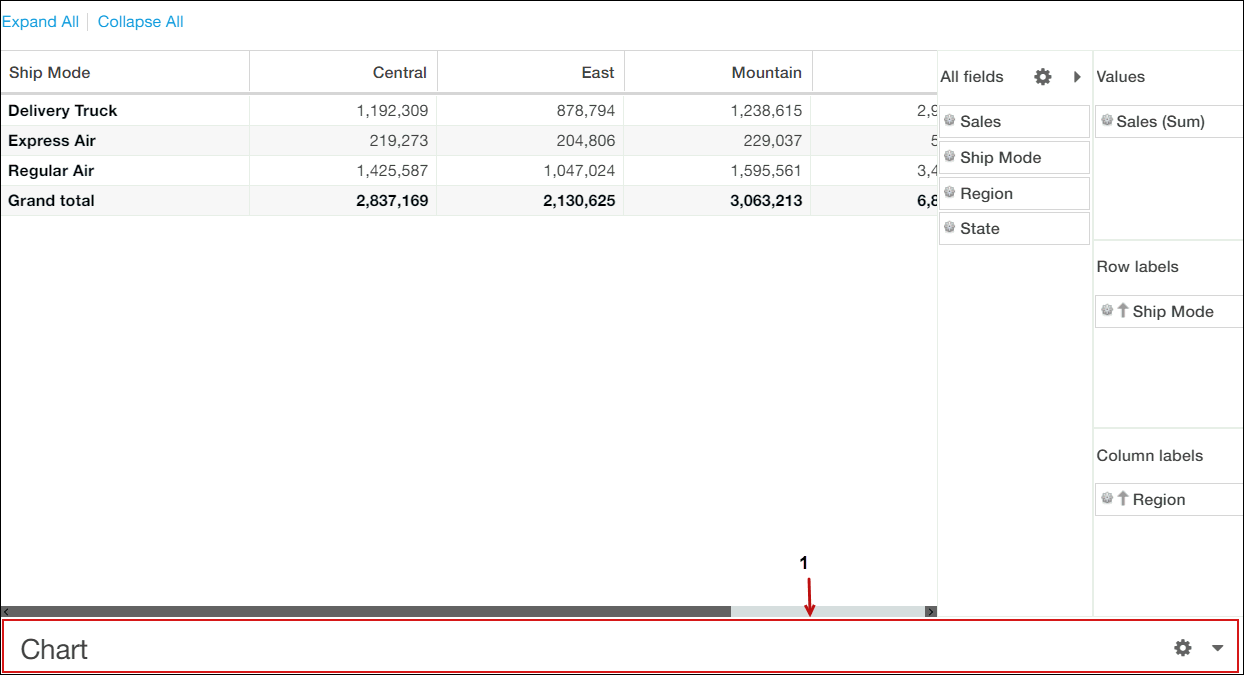 Expand All Collapse All
Ship Mode Central East Mountain
Delivery Truck 1,192,309 878,794 1,238,615 2,9
Express Air 219,273 204,806 229,037 5
Regular Air 1,425,587 1,047,024 1,595,561 3,4
Grand total 2,837,169 2,130,625 3,063,213 6,8
All fields
Sales
Ship Mode
Region
State
Values
Sales (Sum)
Row labels
Ship Mode
Column labels
Region
1
Chart